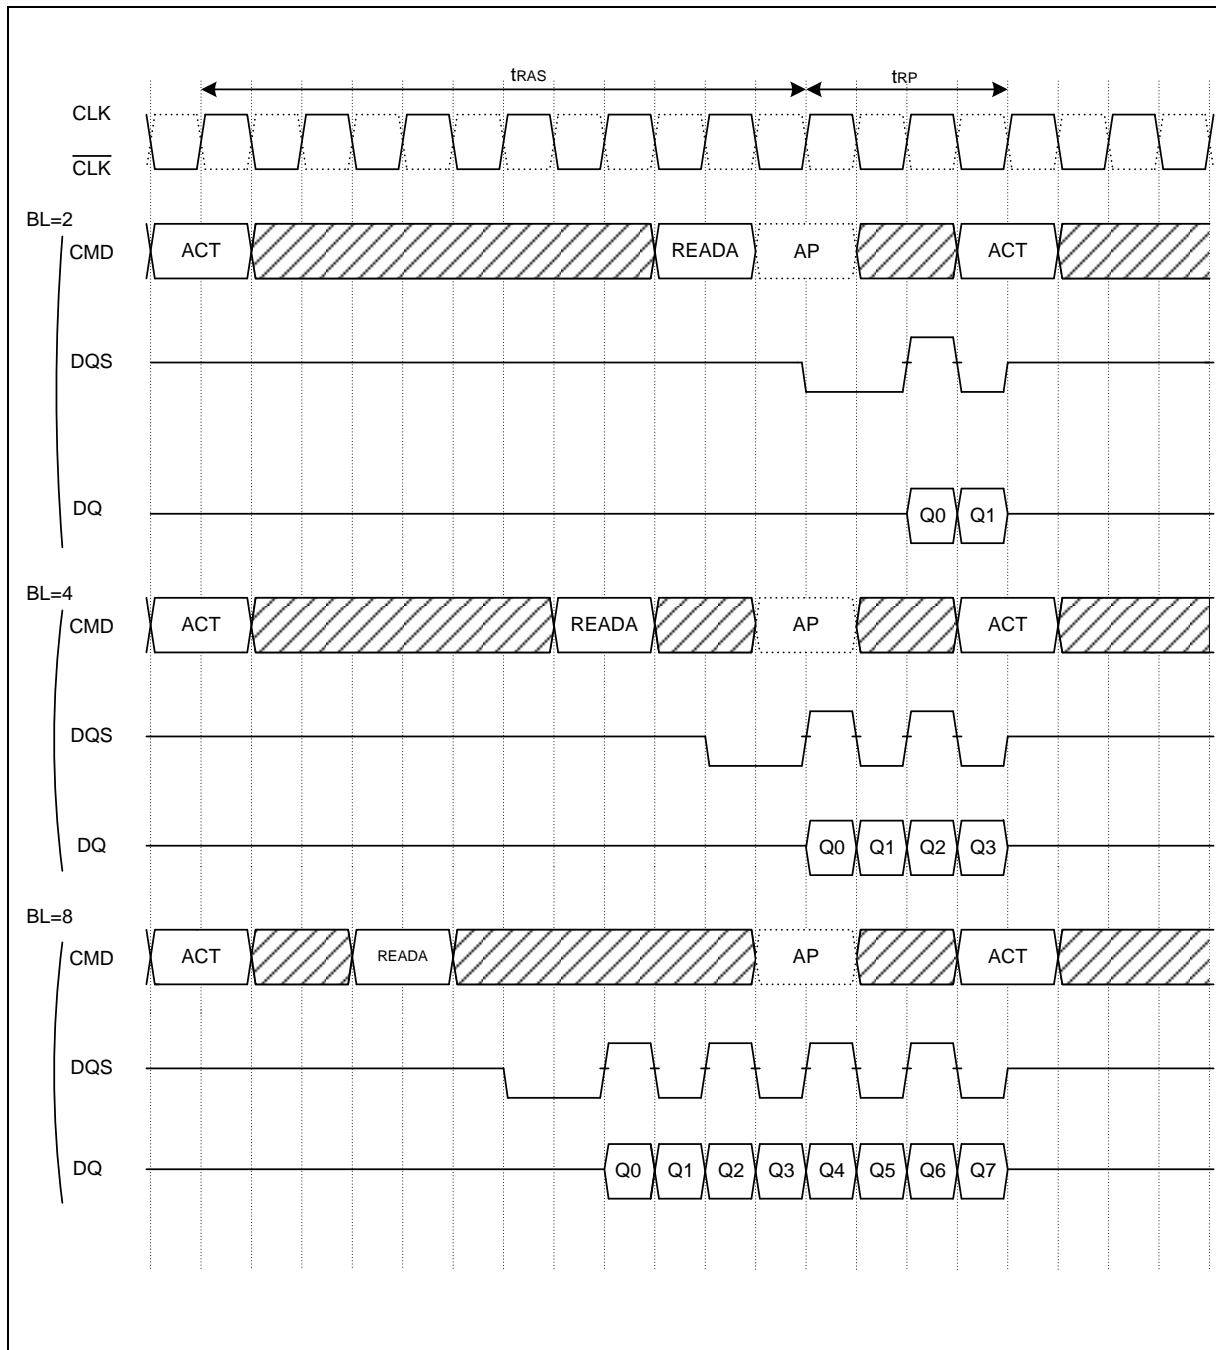 tRAS tRP
CLK
CLK
BL=2
CMD ACT READA AP ACT
DQS
DQ Q0 Q1
BL=4
CMD ACT READA AP ACT
DQS
DQ Q0 Q1 Q2 Q3
BL=8
CMD ACT READA AP ACT
DQS
DQ Q0 Q1 Q2 Q3 Q4 Q5 Q6 Q7